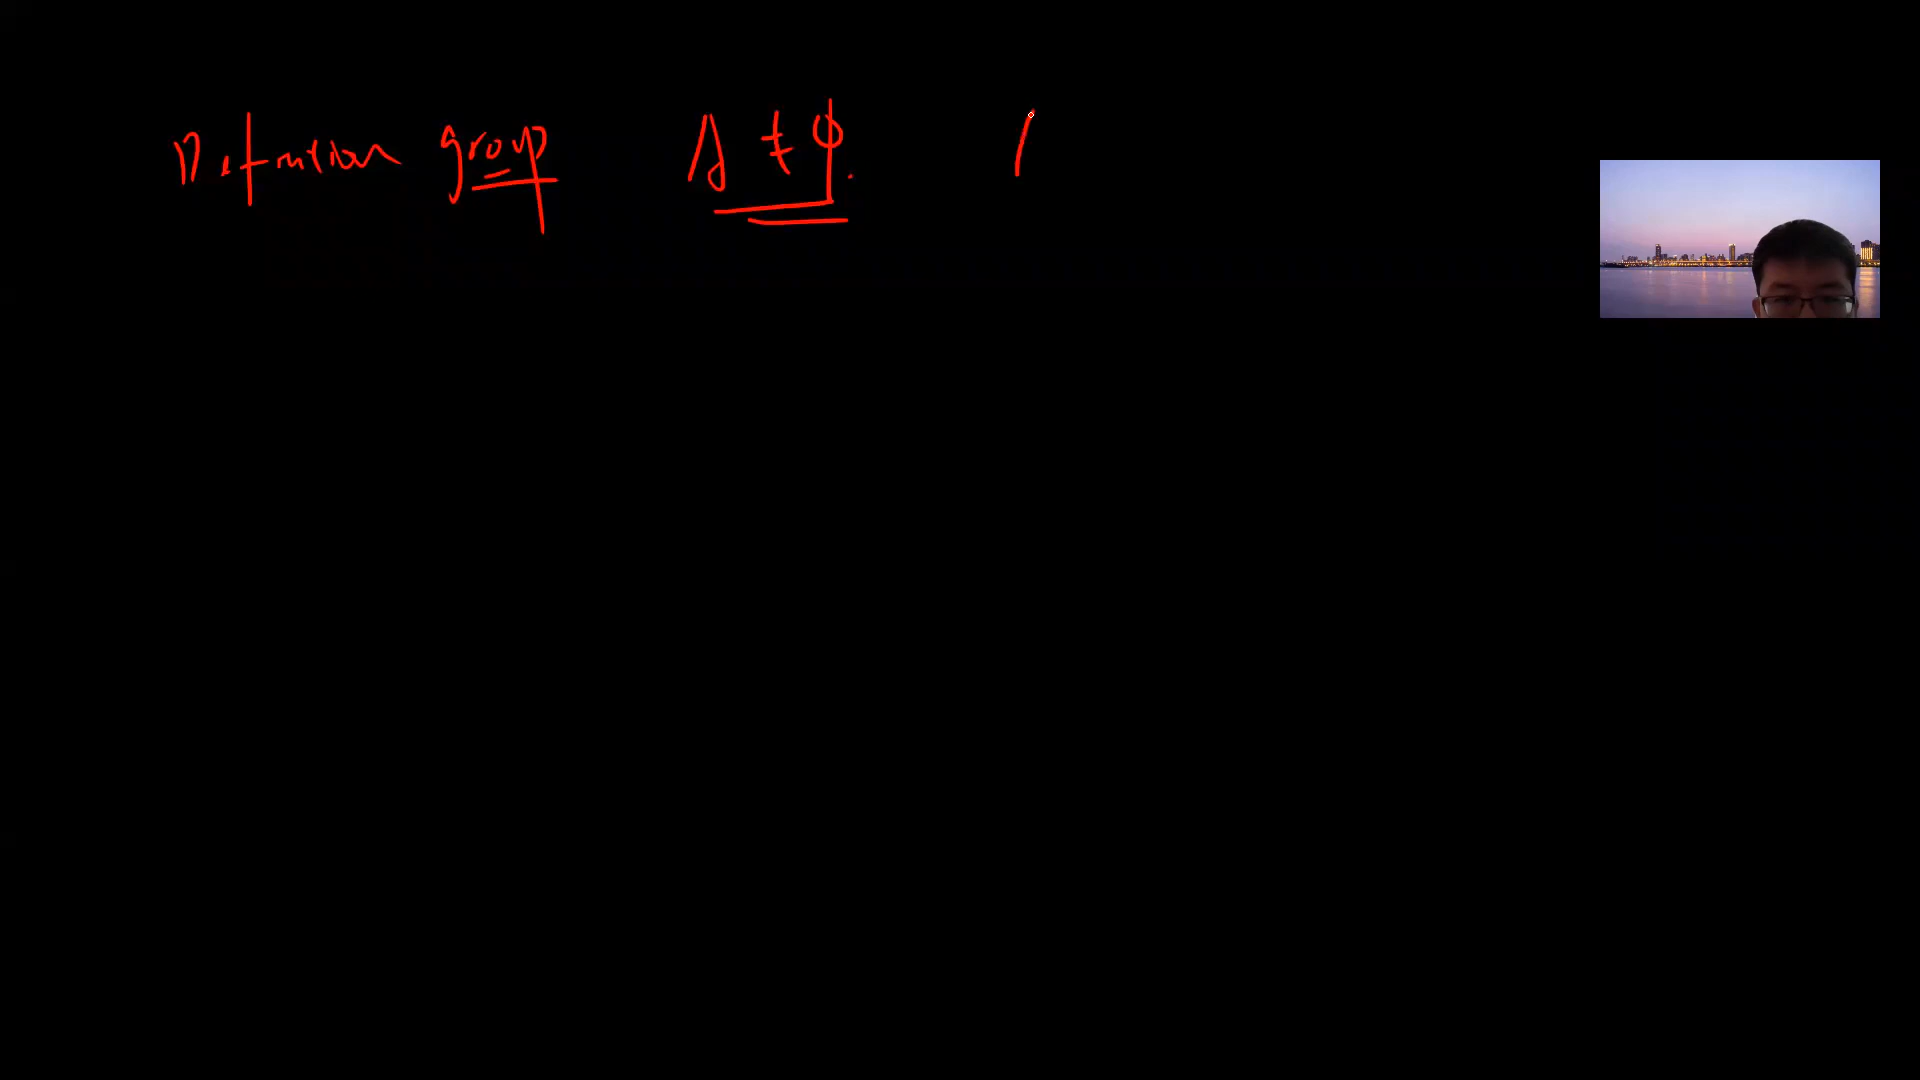 Definition group A ≠ φ.